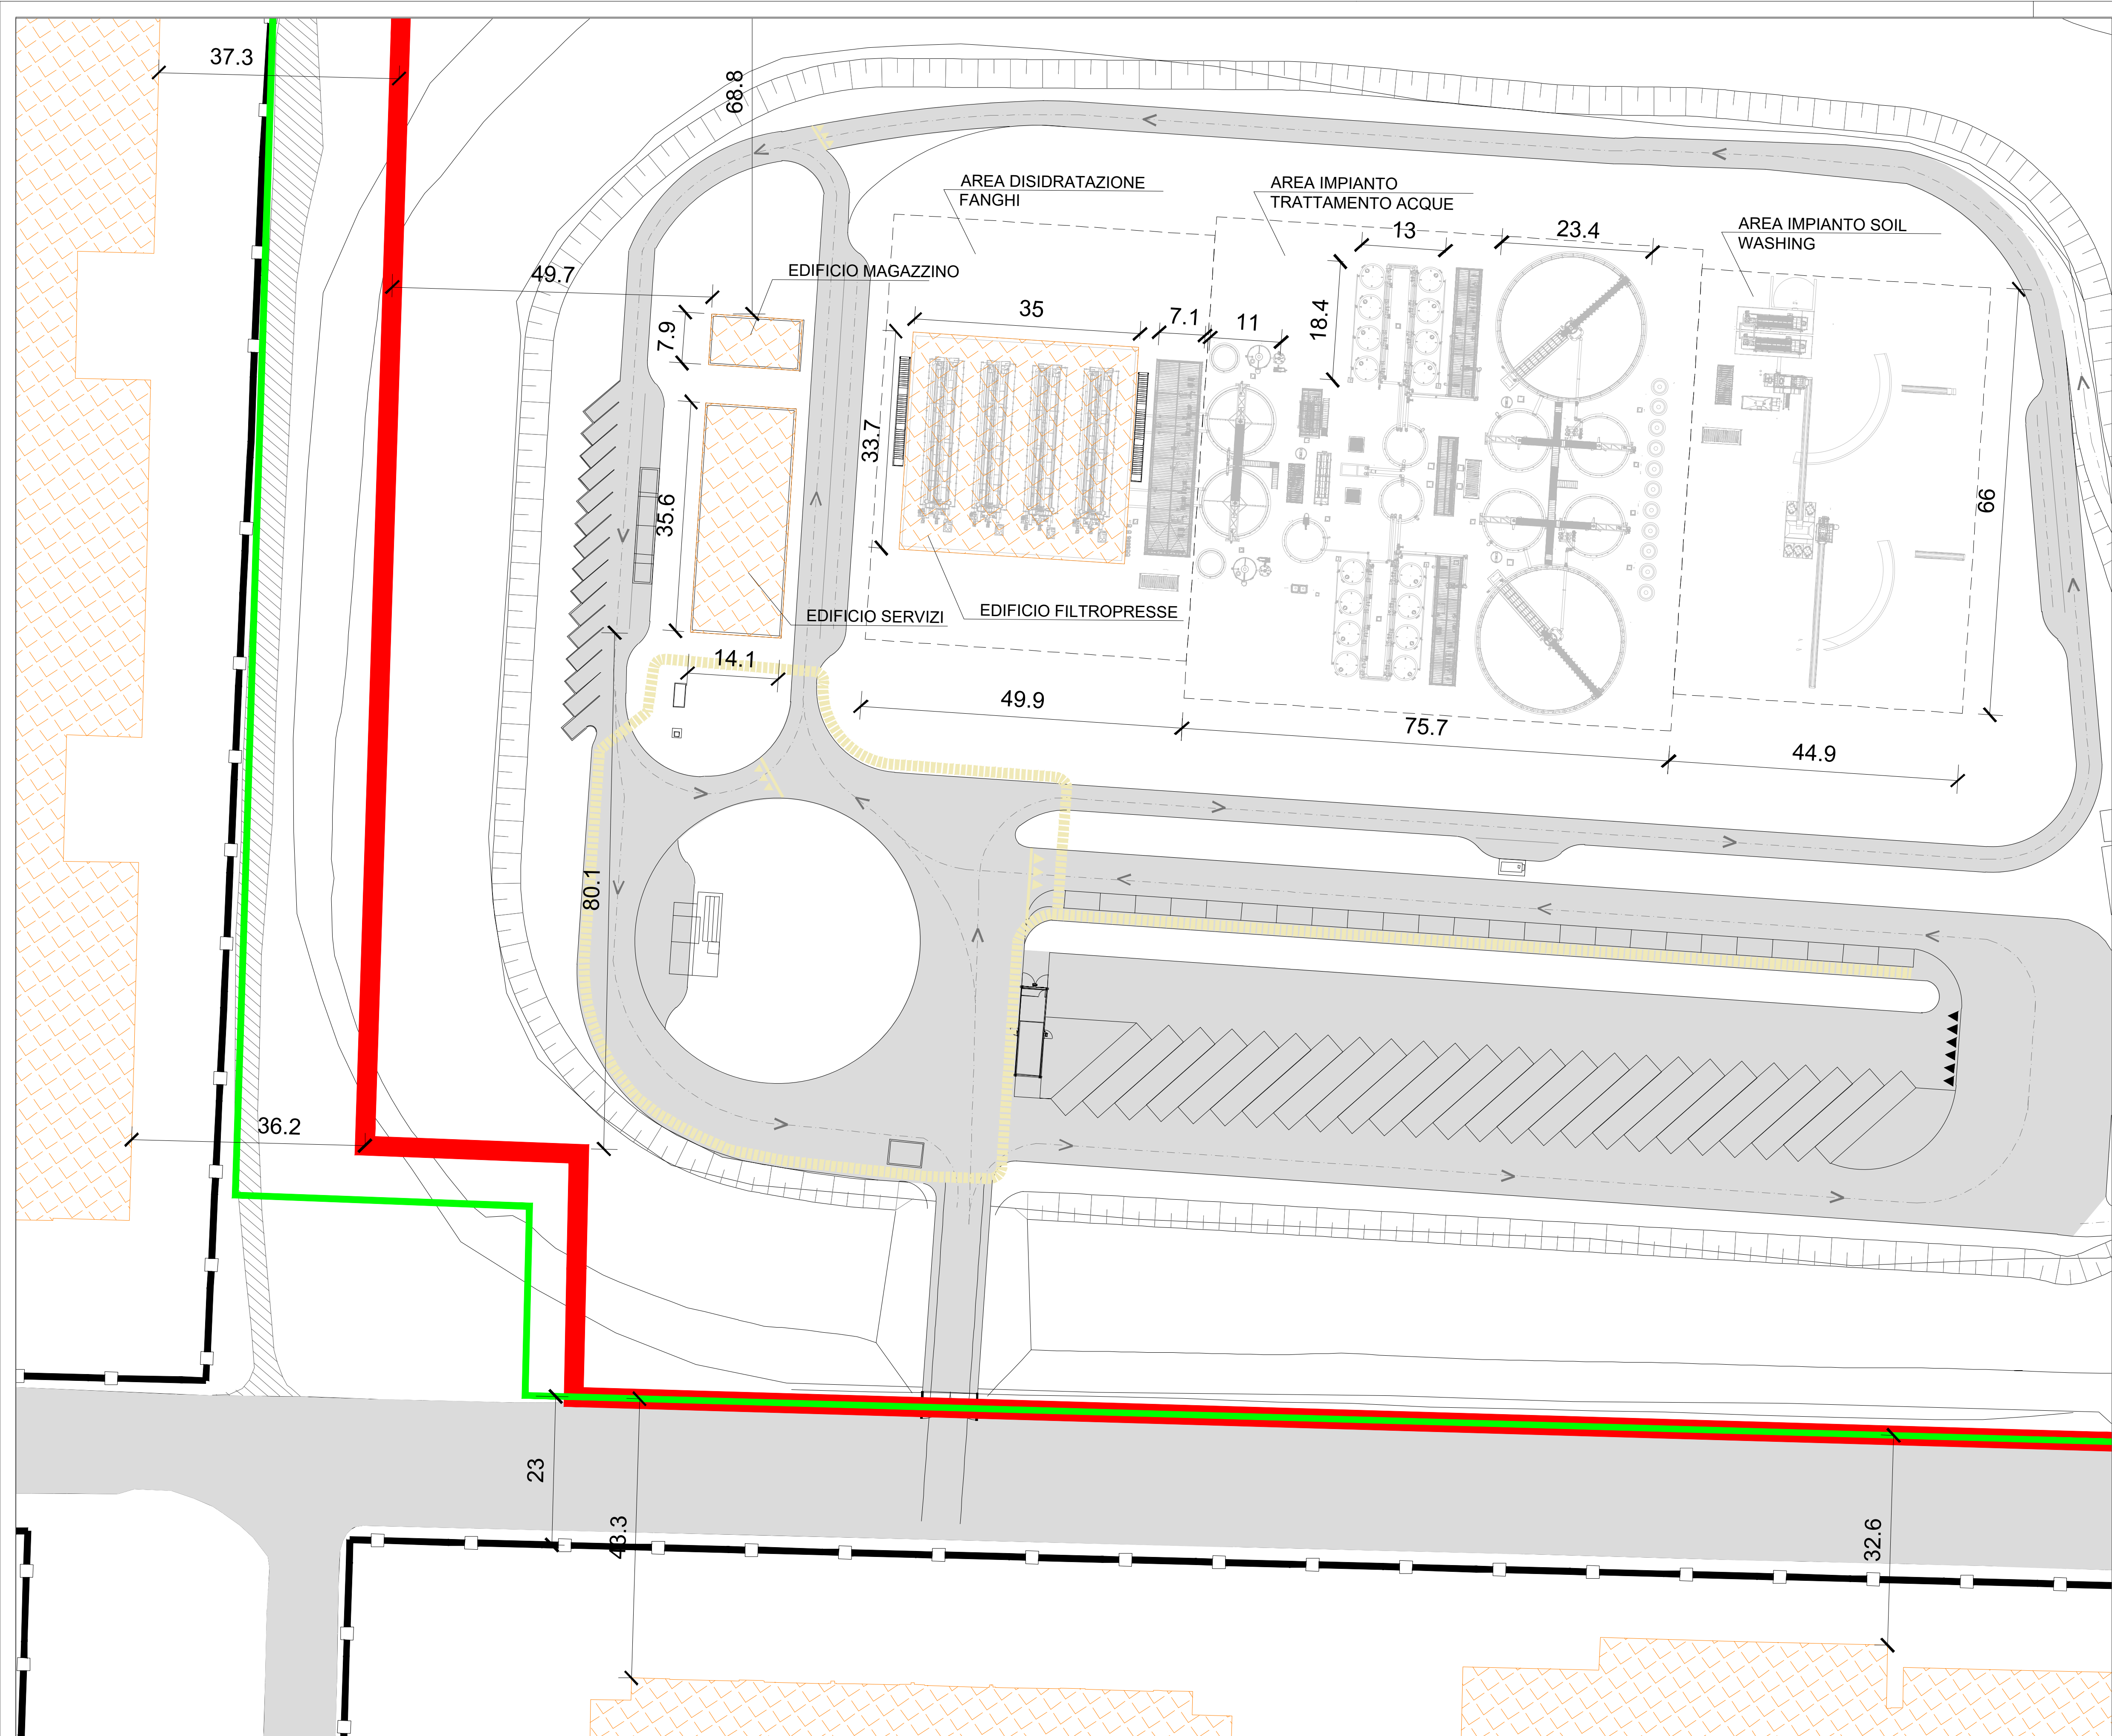 37.3
68.8
AREA DISIDRATAZIONE
FANGHI
AREA IMPIANTO
TRATTAMENTO ACQUE
AREA IMPIANTO SOIL
WASHING
13
23.4
49.7
EDIFICIO MAGAZZINO
7.9
35
7.1
11
18.4
33.7
35.6
66
EDIFICIO SERVIZI
EDIFICIO FILTROPRESSE
14.1
49.9
75.7
44.9
80.1
36.2
23
43.3
32.6